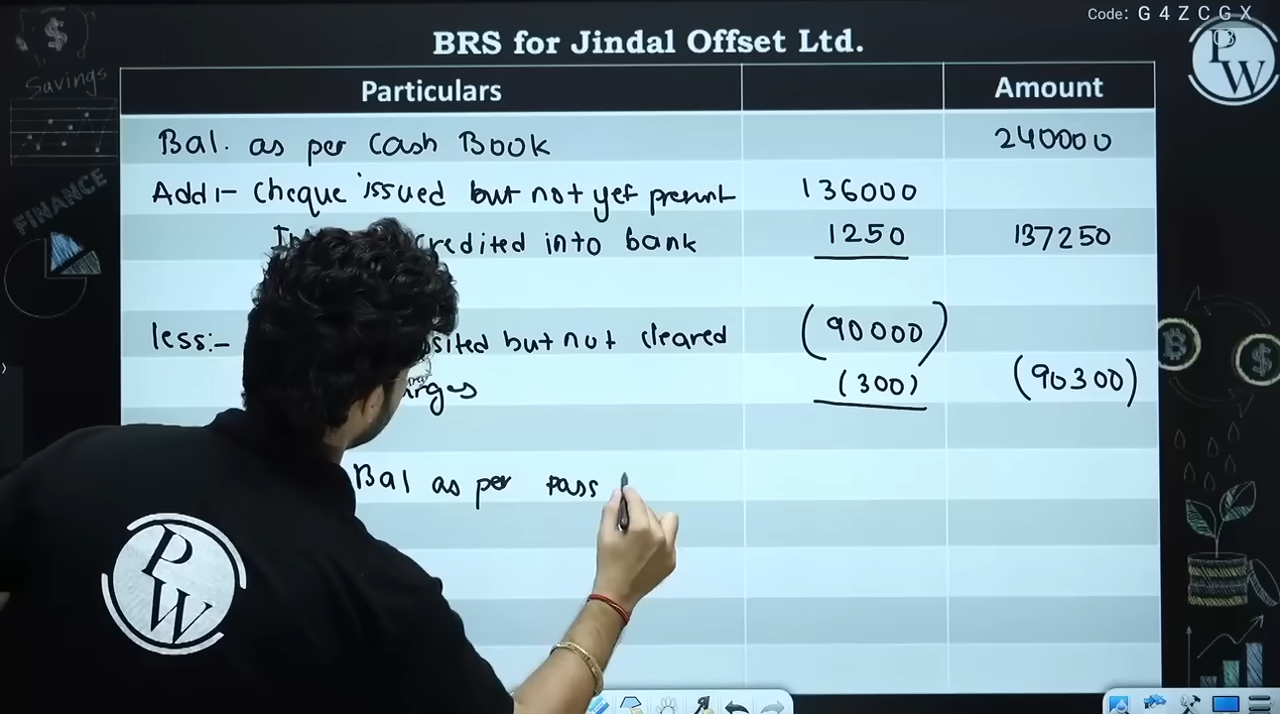 Code: G 4 Z C G X
BRS for Jindal Offset Ltd.
P W
Savings
FINANCE
Particulars Amount
Bal. as per Cash Book 240000
Add:- Cheque issued but not yet present 136000
credited into bank 1250 137250
less:- but not cleared (90000)
(300) (90300)
Bal as per pass
P W